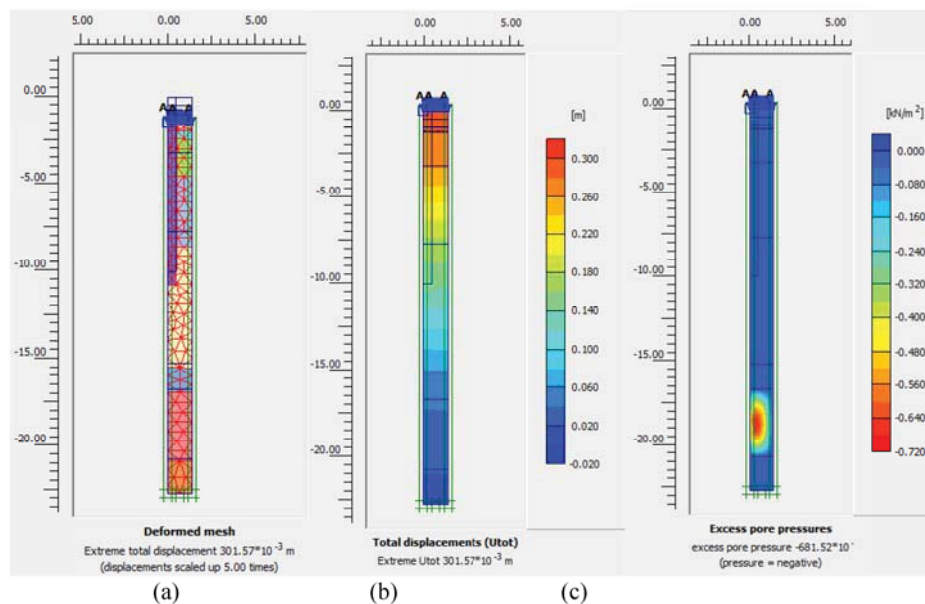 5.00 0.00 5.00
0.00 5.00
0.00 5.00
A A A
0.00
-5.00
-10.00
-15.00
-20.00
A A A
0.00
-5.00
-10.00
-15.00
-20.00
[m]
0.300
0.260
0.220
0.180
0.140
0.100
0.060
0.020
-0.020
A A A
0.00
-5.00
-10.00
-15.00
-20.00
[kN/m²]
0.000
-0.080
-0.160
-0.240
-0.320
-0.400
-0.480
-0.560
-0.640
-0.720
Deformed mesh
Extreme total displacement 301.57*10⁻³ m
(displacements scaled up 5.00 times)
Total displacements (Utot)
Extreme Utot 301.57*10⁻³ m
Excess pore pressures
excess pore pressure -681.52*10⁻
(pressure = negative)
(a) (b) (c)